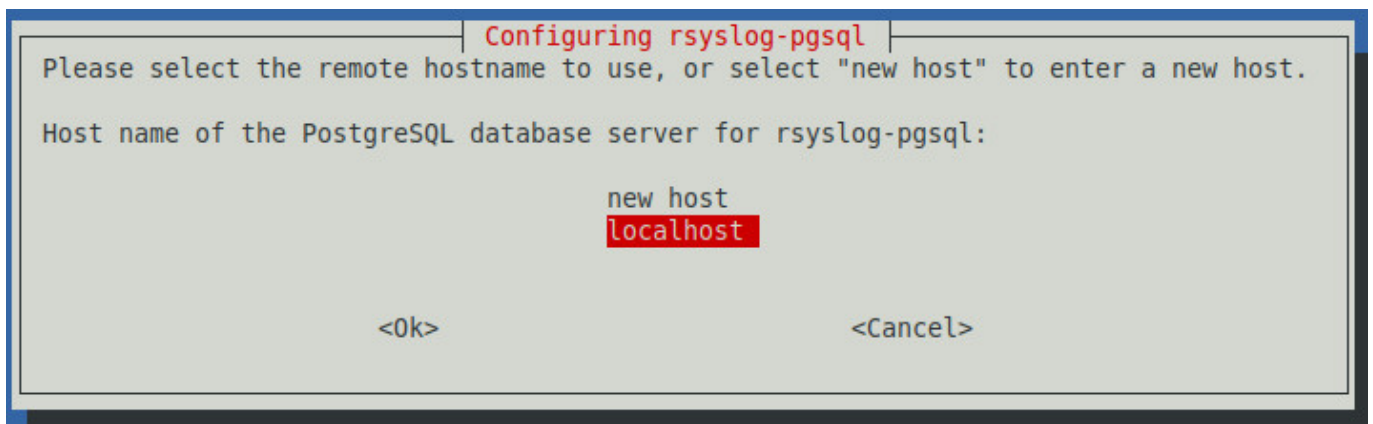 Configuring rsyslog-pgsql
Please select the remote hostname to use, or select "new host" to enter a new host.
Host name of the PostgreSQL database server for rsyslog-pgsql:
new host
localhost
<Ok> <Cancel>